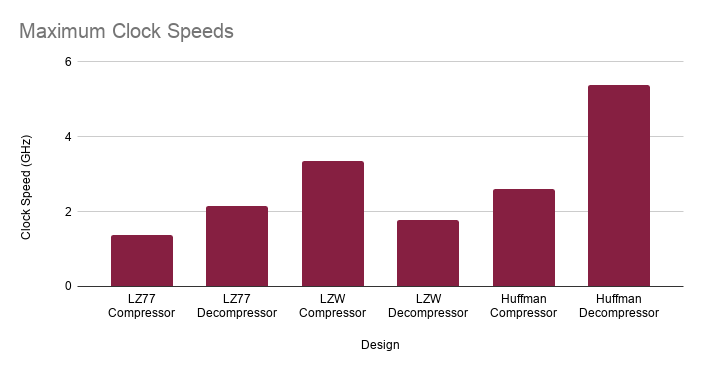 Maximum Clock Speeds
Clock Speed (GHz)
6
4
2
0
LZ77 Compressor
LZ77 Decompressor
LZW Compressor
LZW Decompressor
Huffman Compressor
Huffman Decompressor
Design